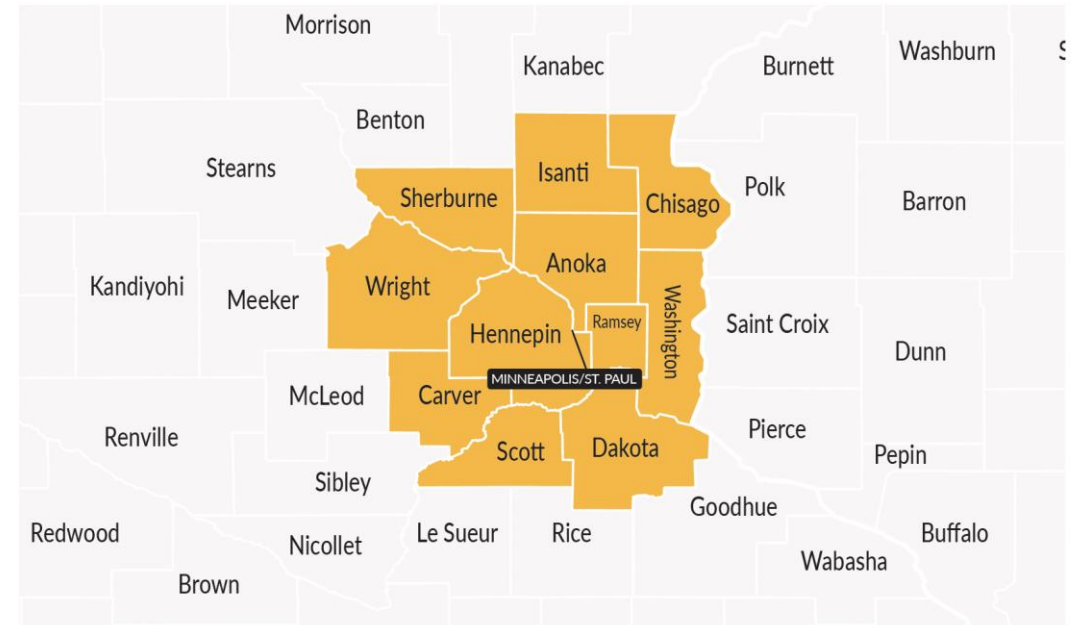 Morrison
Washburn
S
Kanabec
Burnett
Benton
Stearns
Isanti
Polk
Sherburne
Chisago
Barron
Anoka
Kandiyohi
Wright
Meeker
Washington
Ramsey
Saint Croix
Hennepin
Dunn
MINNEAPOLIS/ST. PAUL
McLeod
Carver
Renville
Pierce
Scott
Dakota
Pepin
Sibley
Goodhue
Redwood
Le Sueur
Rice
Buffalo
Nicollet
Wabasha
Brown